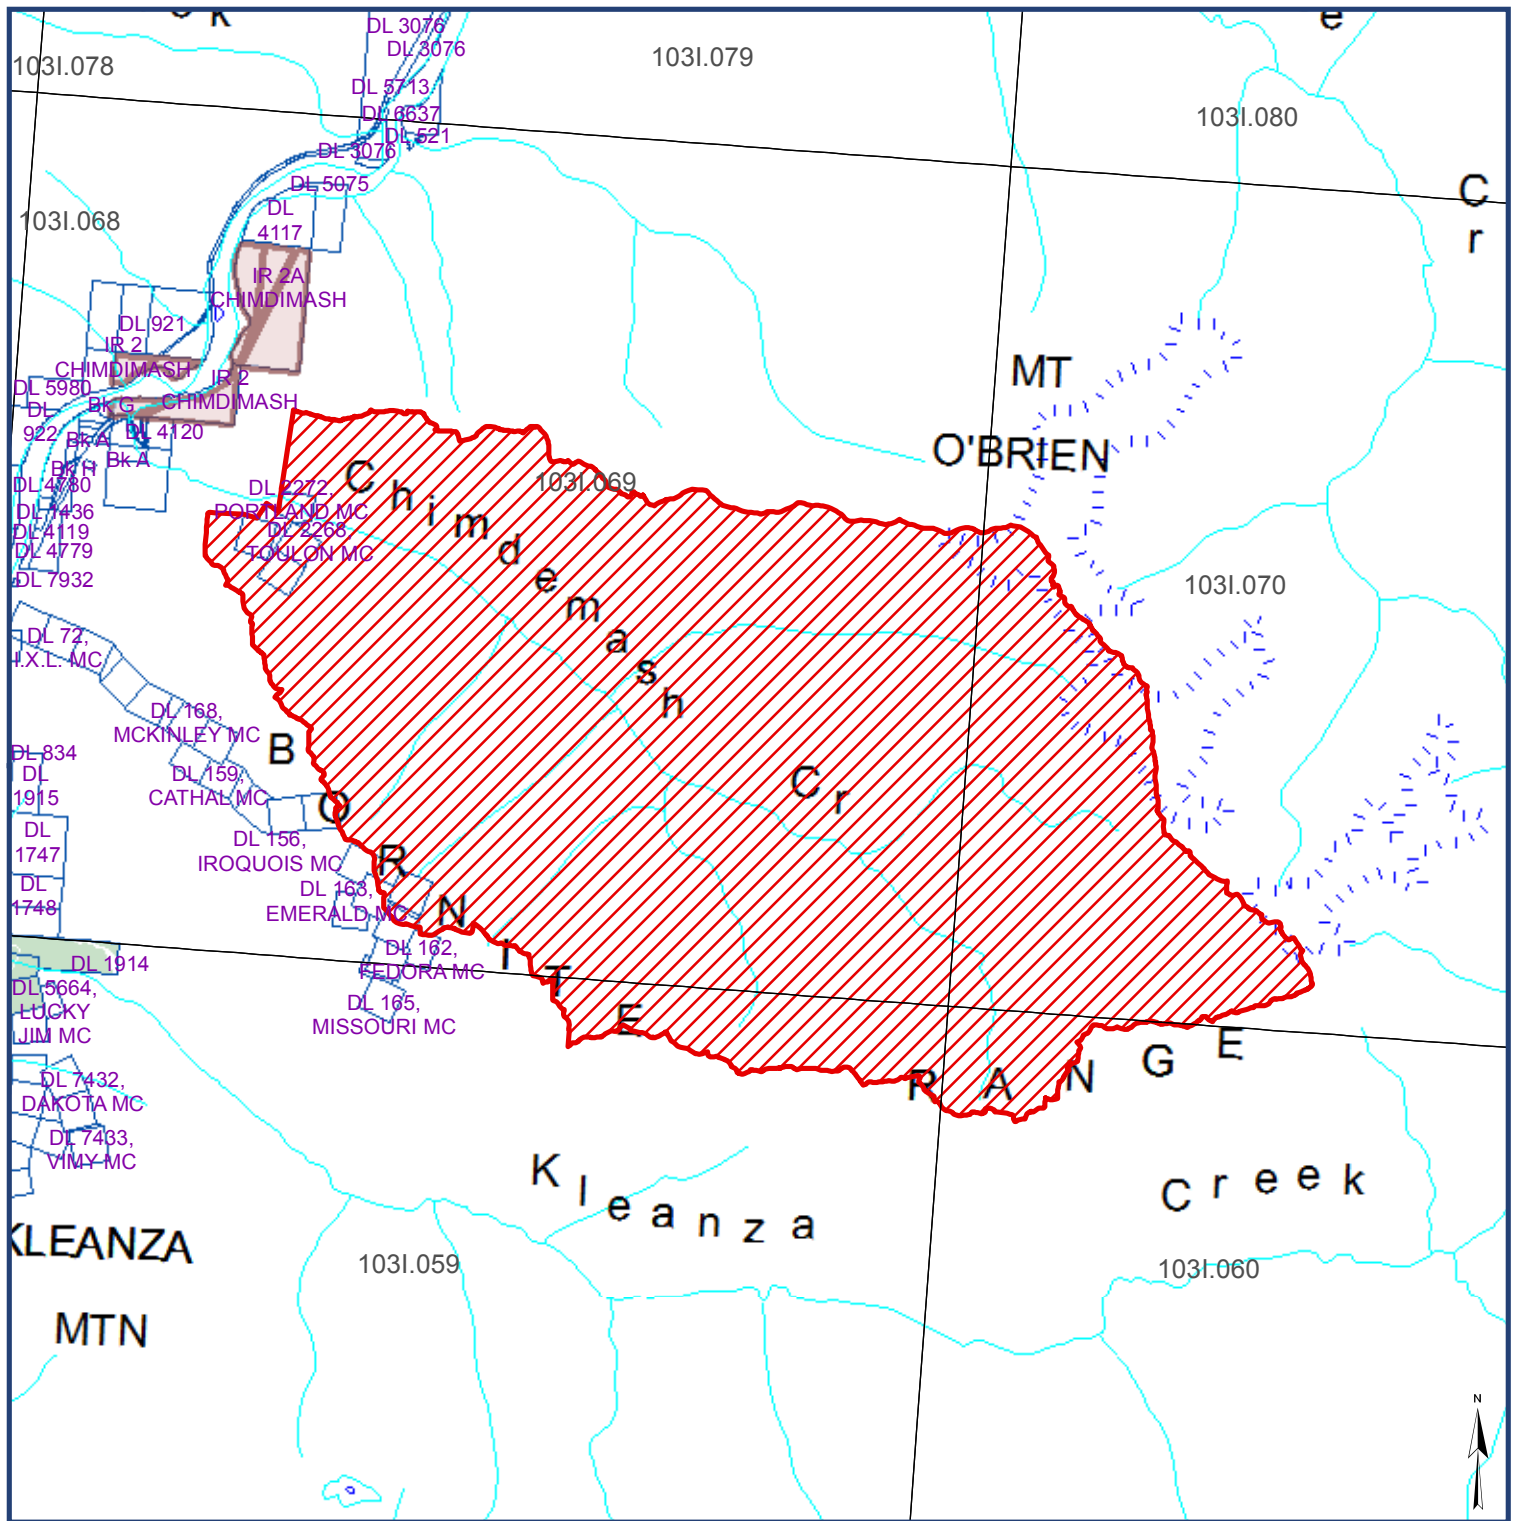 c k
e
DL 3076
DL 3076
103I.078
103I.079
DL 5713
DL 6637
DL 521
DL 3076
103I.080
DL 5075
C
r
103I.068
DL
4117
IR 2A
CHIMDIMASH
DL 921
IR 2
CHIMDIMASH
DL 5980
IR 2
CHIMDIMASH
Bk G
DL
922
DL 4120
Bk A
Bk A
Bk H
DL 4780
DL 1436
DL 4119
DL 4779
DL 7932
MT
O'BRIEN
103I.069
DL 2272,
PORTLAND MC
DL 2268,
TOULON MC
Chimdemash
Cr
103I.070
DL 72,
I.X.L. MC
DL 168,
MCKINLEY MC
DL 159,
CATHAL MC
DL 834
DL
1915
DL
1747
DL
1748
DL 156,
IROQUOIS MC
DL 163,
EMERALD MC
DL 162,
FEDORA MC
DL 165,
MISSOURI MC
BORNITE RANGE
DL 1914
DL 5664,
LUCKY
JIM MC
DL 7432,
DAKOTA MC
DL 7433,
VIMY MC
Kleanza Creek
KLEANZA
MTN
103I.059
103I.060
N